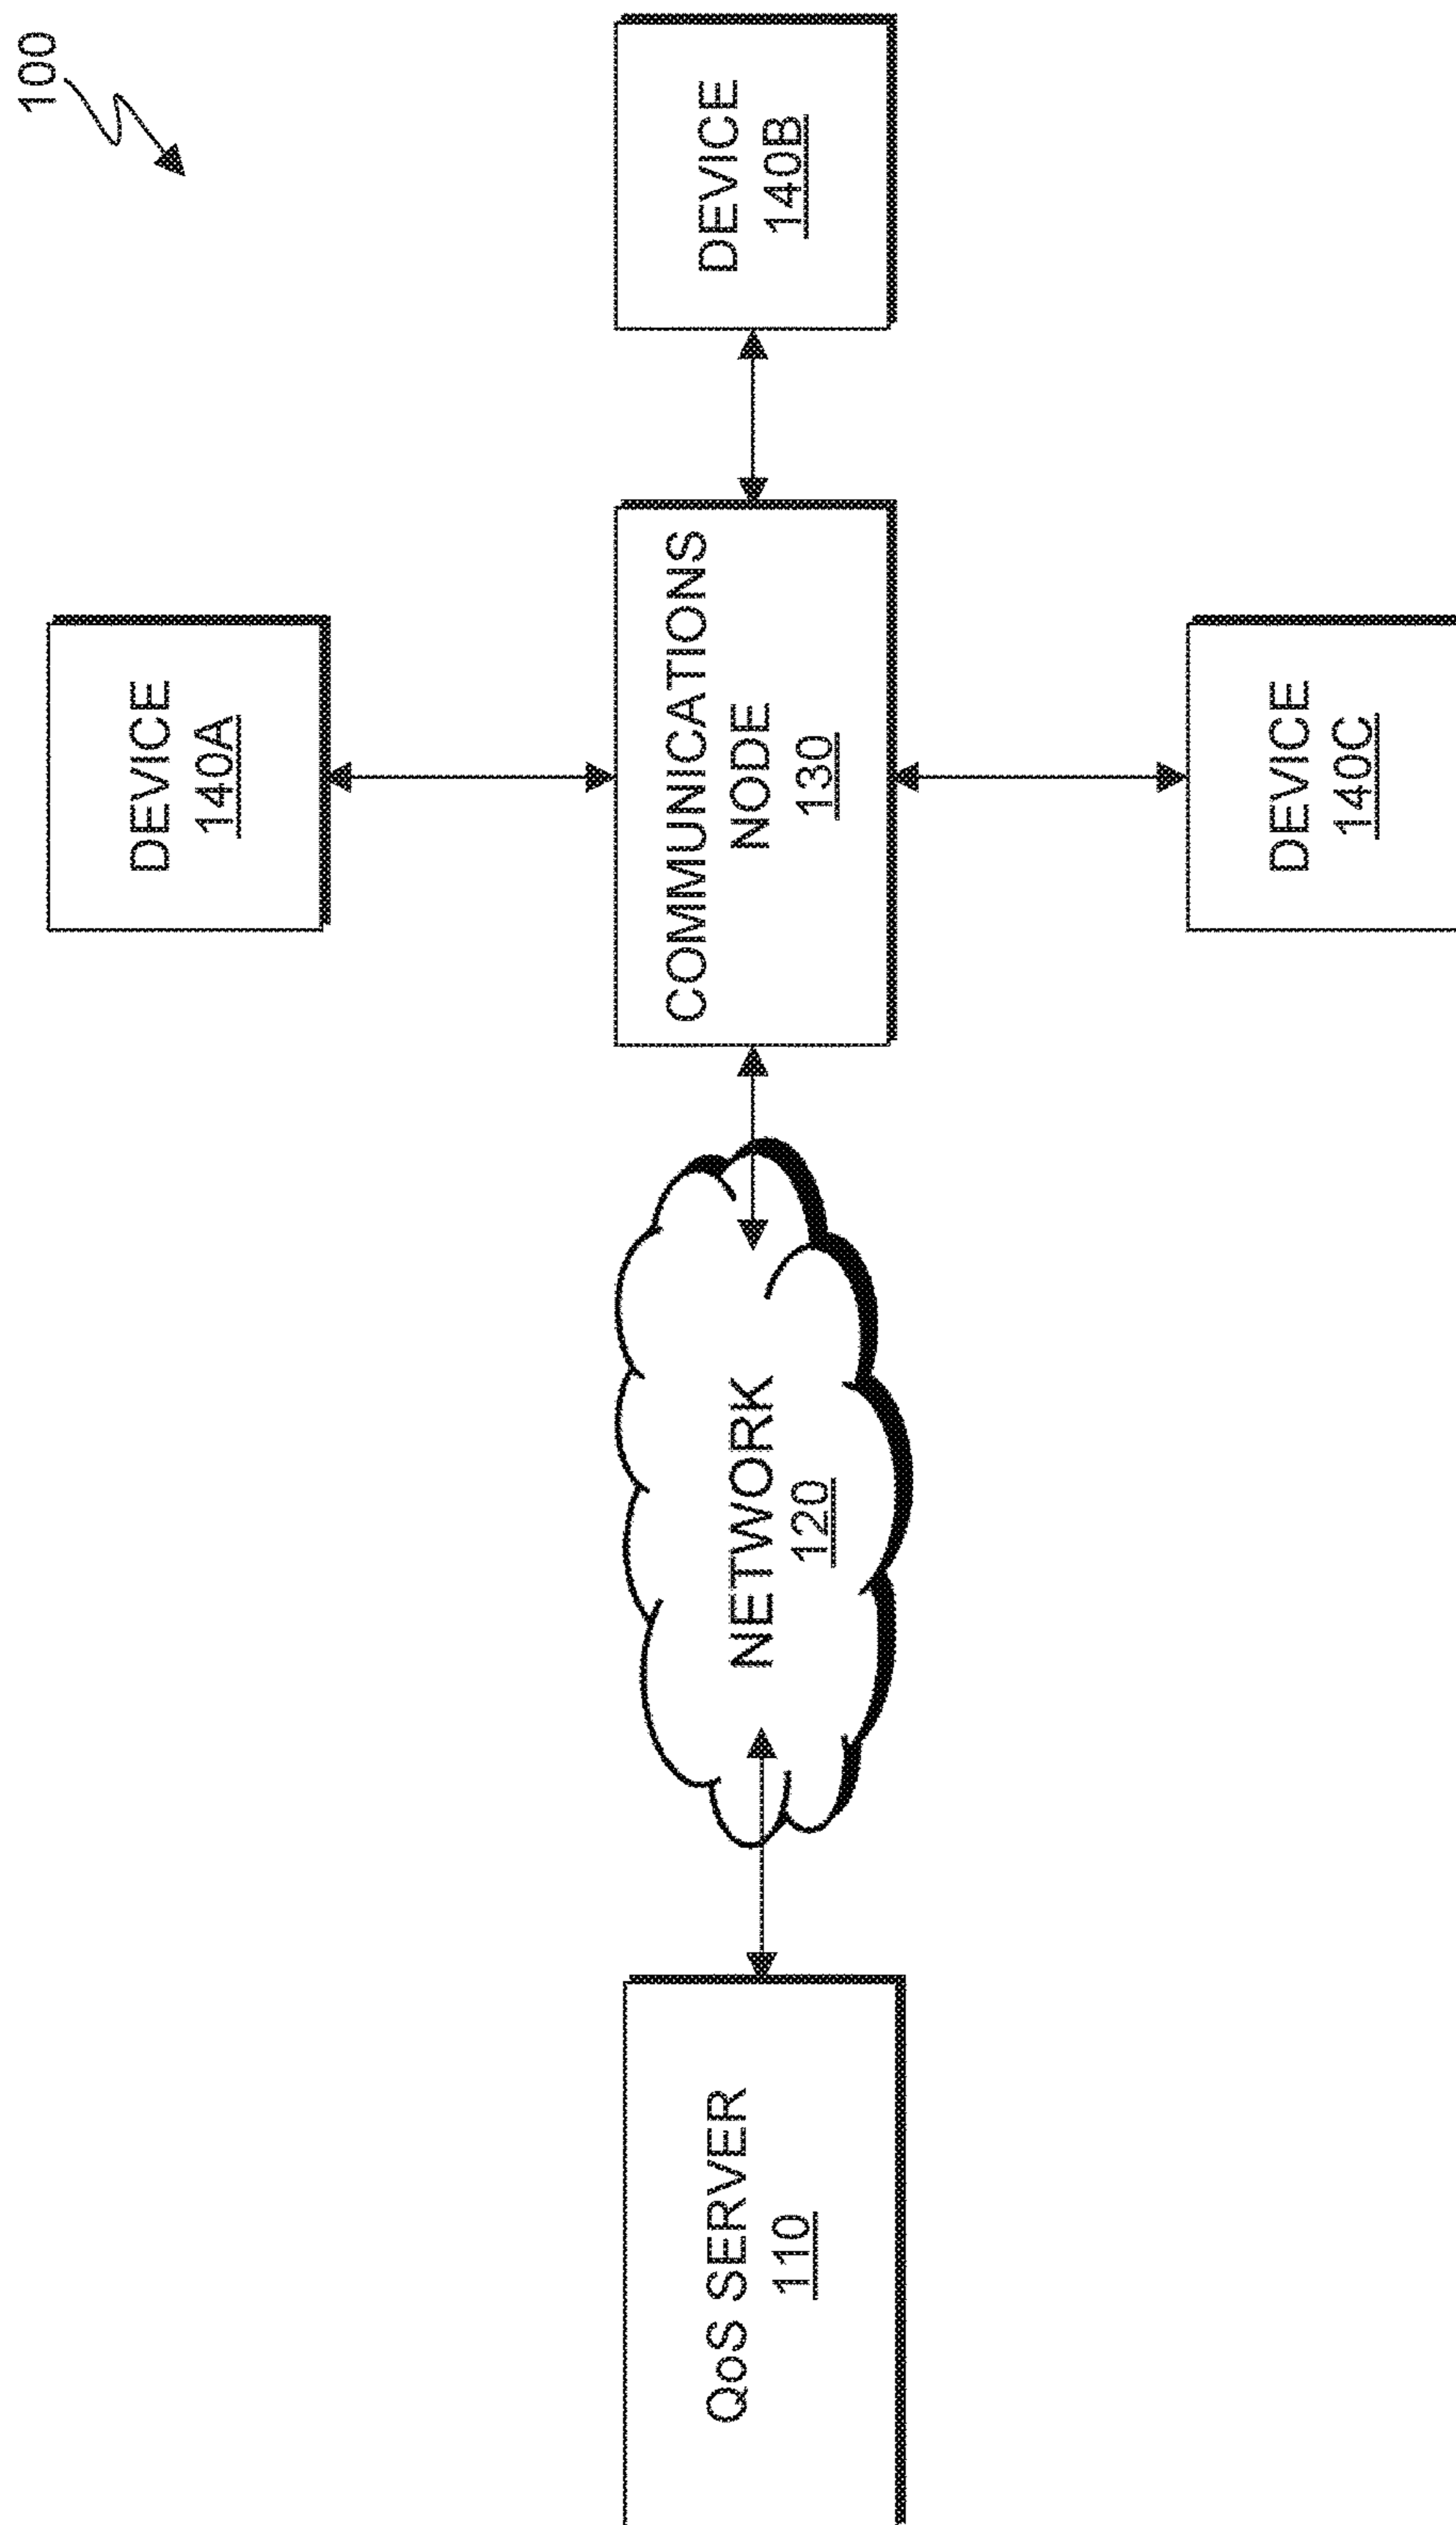 100
DEVICE
140A
QoS SERVER
110
NETWORK
120
COMMUNICATIONS
NODE
130
DEVICE
140B
DEVICE
140C